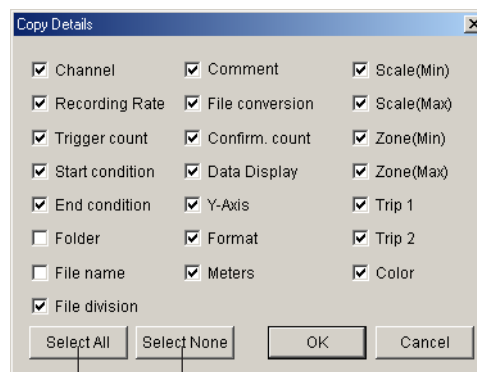 Copy Details
Channel Comment Scale(Min)
Recording Rate File conversion Scale(Max)
Trigger count Confirm. count Zone(Min)
Start condition Data Display Zone(Max)
End condition Y-Axis Trip 1
Folder Format Trip 2
File name Meters Color
File division
Select All Select None OK Cancel